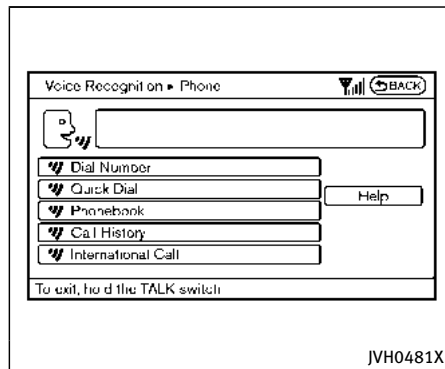 Voice Recognition ▸ Phone
BACK
Dial Number
Quick Dial
Help
Phonebook
Call History
International Call
To exit, hold the TALK switch
JVH0481X